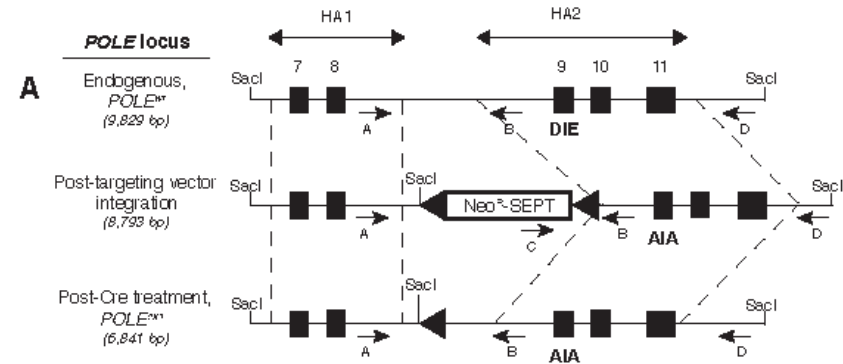 HA1 HA2
POLE locus
A
Endogenous,
POLE
(9,829 bp)
SacI 7 8 9 10 11 SacI
A B DIE D
Post-targeting vector
integration
(8,793 bp)
SacI SacI SacI
Neoᴿ-SEPT
A C B AIA D
Post-Cre treatment,
POLE
(6,841 bp)
SacI SacI SacI
A B AIA D